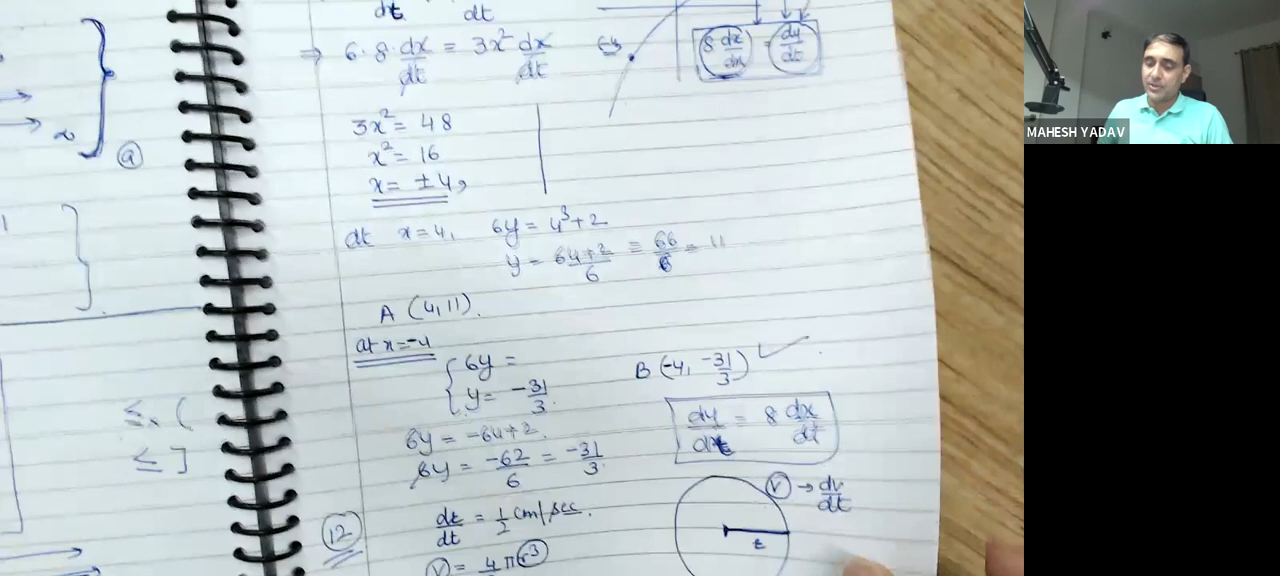 dt dt
⇒ 6·8·dx/dt = 3x² dx/dt
8 dx/dx = dy/dt
3x² = 48
x² = 16
x = ±4,
∞
a
dt x=4, 6y = 4³+2
y = 64+2/6 = 66/6 = 11
A (4,11).
at x=-4
6y =
y = -31/3.
B (-4, -31/3) ✓
6y = -64+2.
6y = -62/6 = -31/3.
dy/dt = 8 dx/dt
≤, (
≤ ]
V → dv/dt
r
12
dr/dt = 1/2 cm/sec.
V = 4 π r³
MAHESH YADAV